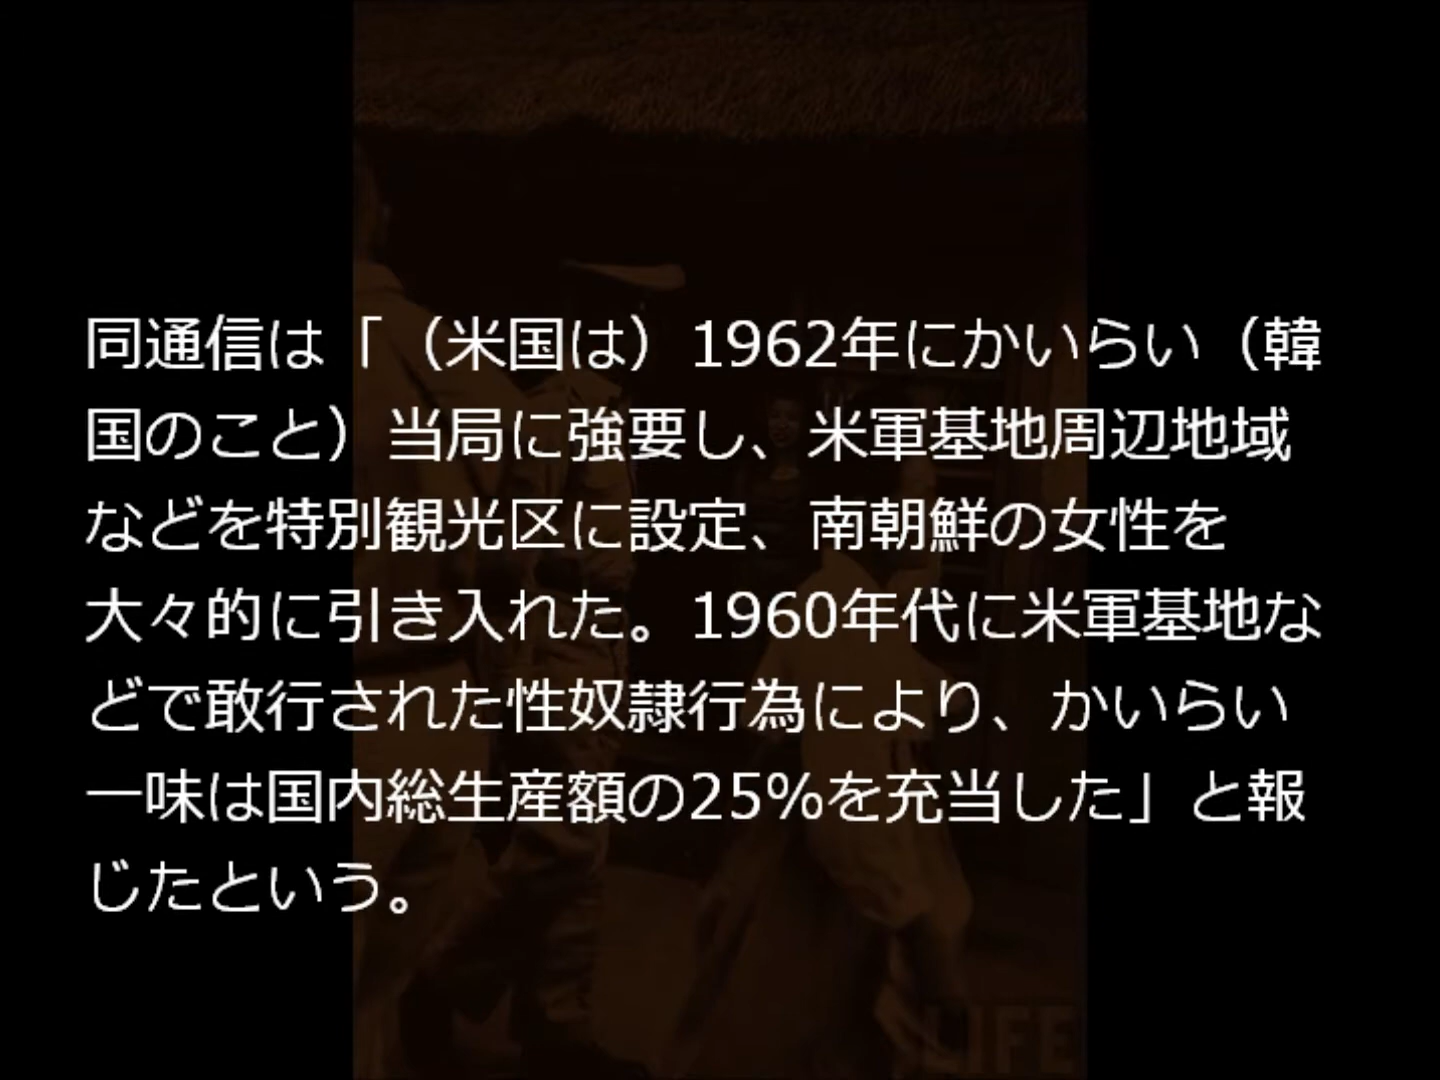 同通信は「（米国は）1962年にかいらい（韓
国のこと）当局に強要し、米軍基地周辺地域
などを特別観光区に設定、南朝鮮の女性を
大々的に引き入れた。1960年代に米軍基地な
どで敢行された性奴隷行為により、かいらい
一味は国内総生産額の25%を充当した」と報
じたという。
LIFE